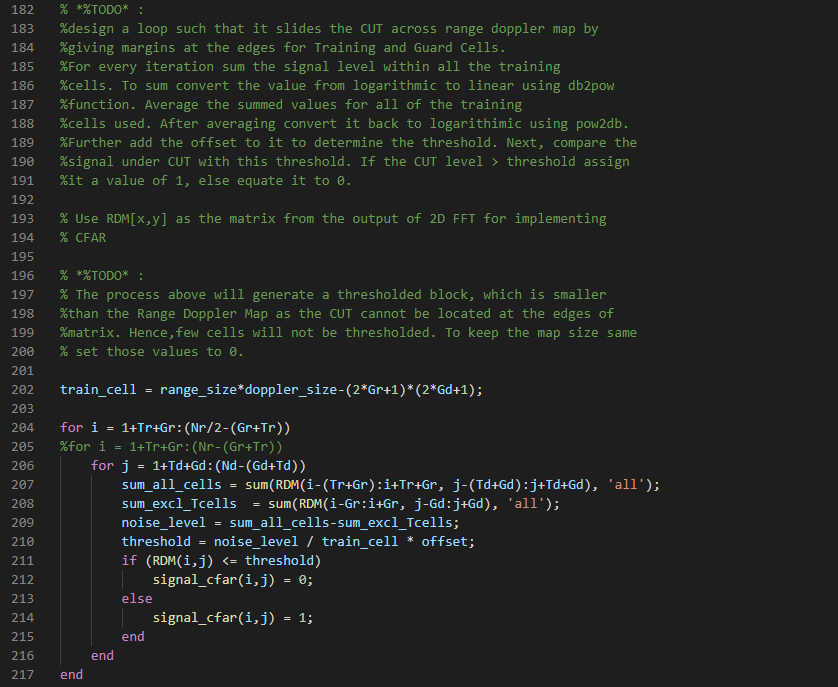 182 % *%TODO* :
183 %design a loop such that it slides the CUT across range doppler map by
184 %giving margins at the edges for Training and Guard Cells.
185 %For every iteration sum the signal level within all the training
186 %cells. To sum convert the value from logarithmic to linear using db2pow
187 %function. Average the summed values for all of the training
188 %cells used. After averaging convert it back to logarithimic using pow2db.
189 %Further add the offset to it to determine the threshold. Next, compare the
190 %signal under CUT with this threshold. If the CUT level > threshold assign
191 %it a value of 1, else equate it to 0.
192
193 % Use RDM[x,y] as the matrix from the output of 2D FFT for implementing
194 % CFAR
195
196 % *%TODO* :
197 % The process above will generate a thresholded block, which is smaller
198 %than the Range Doppler Map as the CUT cannot be located at the edges of
199 %matrix. Hence,few cells will not be thresholded. To keep the map size same
200 % set those values to 0.
201
202 train_cell = range_size*doppler_size-(2*Gr+1)*(2*Gd+1);
203
204 for i = 1+Tr+Gr:(Nr/2-(Gr+Tr))
205 %for i = 1+Tr+Gr:(Nr-(Gr+Tr))
206     for j = 1+Td+Gd:(Nd-(Gd+Td))
207         sum_all_cells = sum(RDM(i-(Tr+Gr):i+Tr+Gr, j-(Td+Gd):j+Td+Gd), 'all');
208         sum_excl_Tcells  = sum(RDM(i-Gr:i+Gr, j-Gd:j+Gd), 'all');
209         noise_level = sum_all_cells-sum_excl_Tcells;
210         threshold = noise_level / train_cell * offset;
211         if (RDM(i,j) <= threshold)
212             signal_cfar(i,j) = 0;
213         else
214             signal_cfar(i,j) = 1;
215         end
216     end
217 end